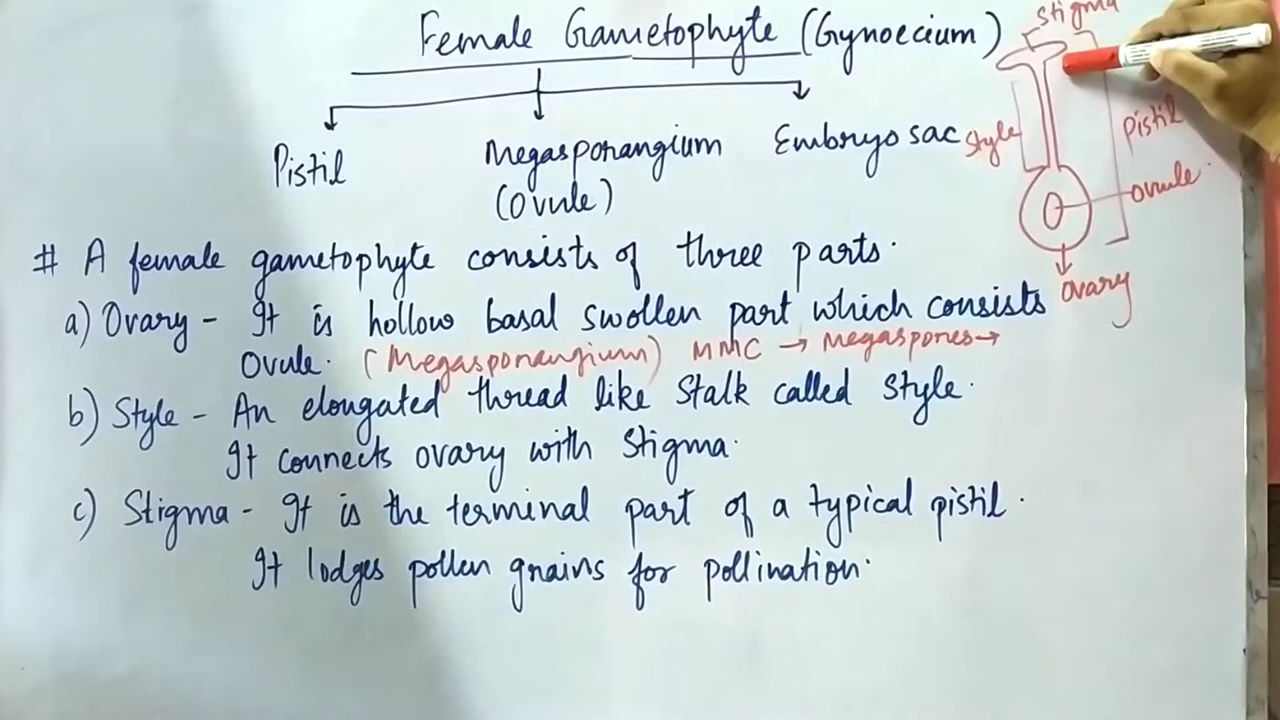 Female Gametophyte (Gynoecium)
Pistil
Megasporangium
(Ovule)
Embryo sac
stigma
style
Pistil
ovule
ovary
# A female gametophyte consists of three parts.
a) Ovary - It is hollow basal swollen part which consists
Ovule. (Megasporangium) MMC → Megaspores →
b) Style - An elongated thread like Stalk called Style.
It connects ovary with Stigma.
c) Stigma - It is the terminal part of a typical pistil.
It lodges pollen grains for pollination.